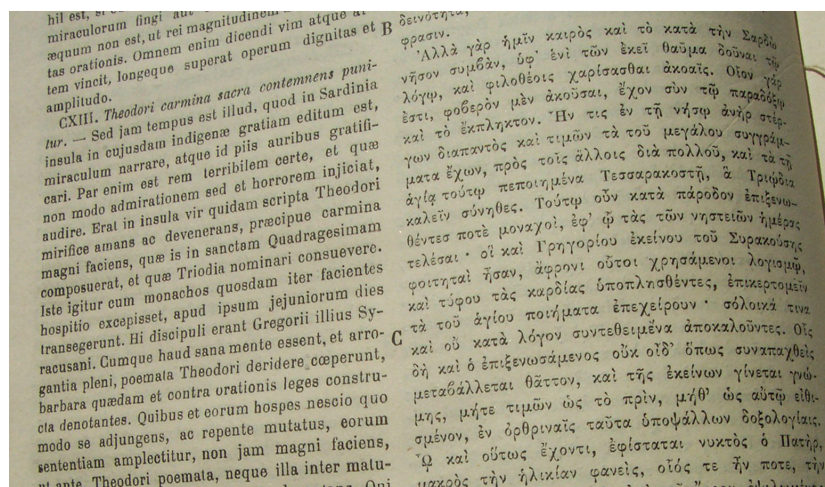 hil est, si
miraculorum fingi aut
æquum non est, ut rei magnitudinem
tas orationis. Omnem enim dicendi vim atque
tem vincit, longeque superat operum dignitas et
amplitudo.
CXIII. Theodori carmina sacra contemnens puni-
tur. — Sed jam tempus est illud, quod in Sardinia
insula in cujusdam indigenæ gratiam editum est,
miraculum narrare, atque id piis auribus gratifi-
cari. Par enim est rem terribilem certe, et quæ
non modo admirationem sed et horrorem injiciat,
audire. Erat in insula vir quidam scripta Theodori
mirifice amans ac devenerans, præcipue carmina
magni faciens, quæ is in sanctam Quadragesimam
composuerat, et quæ Triodia nominari consuevere.
Iste igitur cum monachos quosdam iter facientes
hospitio excepisset, apud ipsum jejuniorum dies
transegerunt. Hi discipuli erant Gregorii illius Sy-
racusani. Cumque haud sana mente essent, et arro-
gantia pleni, poemata Theodori deridere cœperunt,
barbara quædam et contra orationis leges constru-
cta denotantes. Quibus et eorum hospes nescio quo
modo se adjungens, ac repente mutatus, eorum
sententiam amplectitur, non jam magni faciens,
ut ante, Theodori poemata, neque illa inter matu-
B
C
δεινότητα,
φρασιν.
Ἀλλὰ γὰρ ἡμῖν καιρὸς καὶ τὸ κατὰ τὴν Σαρδὼ
νῆσον συμβὰν, ὑφ' ἑνὶ τῶν ἐκεῖ θαῦμα δοῦναι τῷ
λόγῳ, καὶ φιλοθέοις χαρίσασθαι ἀκοαῖς. Οἷον γάρ
ἐστι, φοβερὸν μὲν ἀκοῦσαι, ἔχον σὺν τῷ παραδόξῳ
καὶ τὸ ἔκπληκτον. Ἦν τις ἐν τῇ νήσῳ ἀνὴρ στέρ-
γων διαπαντὸς καὶ τιμῶν τὰ τοῦ μεγάλου συγγράμ-
ματα ἔχων, πρὸς τοῖς ἄλλοις διὰ πολλοῦ, καὶ τὰ τῇ
ἁγίᾳ τούτῳ πεποιημένα Τεσσαρακοστῇ, ἃ Τριῴδια
καλεῖν σύνηθες. Τούτῳ οὖν κατὰ πάροδον ἐπιξενω-
θέντες ποτὲ μοναχοὶ, ἐφ' ᾧ τὰς τῶν νηστειῶν ἡμέρας
τελέσαι· οἳ καὶ Γρηγορίου ἐκείνου τοῦ Συρακούσης
φοιτηταὶ ἦσαν, ἄφρονι οὗτοι χρησάμενοι λογισμῷ,
καὶ τύφου τὰς καρδίας ὑποπλησθέντες, ἐπικερτομεῖν
τὰ τοῦ ἁγίου ποιήματα ἐπεχείρουν· σόλοικά τινα
καὶ οὐ κατὰ λόγον συντεθειμένα ἀποκαλοῦντες. Οἷς
δὴ καὶ ὁ ἐπιξενωσάμενος οὐκ οἶδ' ὅπως συναπαχθεὶς
μεταβάλλεται θᾶττον, καὶ τῆς ἐκείνων γίνεται γνώ-
μης, μήτε τιμῶν ὡς τὸ πρὶν, μήθ' ὡς αὐτῷ εἰθι-
σμένον, ἐν ὀρθριναῖς ταῦτα ὑποψάλλων δοξολογίαις.
Ὧ καὶ οὕτως ἔχοντι, ἐφίσταται νυκτὸς ὁ Πατὴρ,
μακρὸς τὴν ἡλικίαν φανεὶς, οἷός τε ἦν ποτε, τὴν